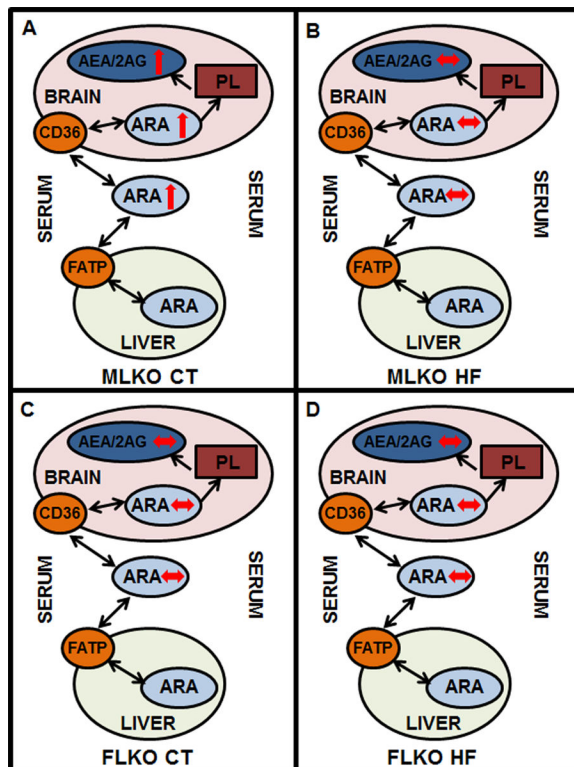 A
AEA/2AG
PL
BRAIN
CD36
ARA
SERUM
ARA
SERUM
FATP
ARA
LIVER
MLKO CT
B
AEA/2AG
PL
BRAIN
CD36
ARA
SERUM
ARA
SERUM
FATP
ARA
LIVER
MLKO HF
C
AEA/2AG
PL
BRAIN
CD36
ARA
SERUM
ARA
SERUM
FATP
ARA
LIVER
FLKO CT
D
AEA/2AG
PL
BRAIN
CD36
ARA
SERUM
ARA
SERUM
FATP
ARA
LIVER
FLKO HF